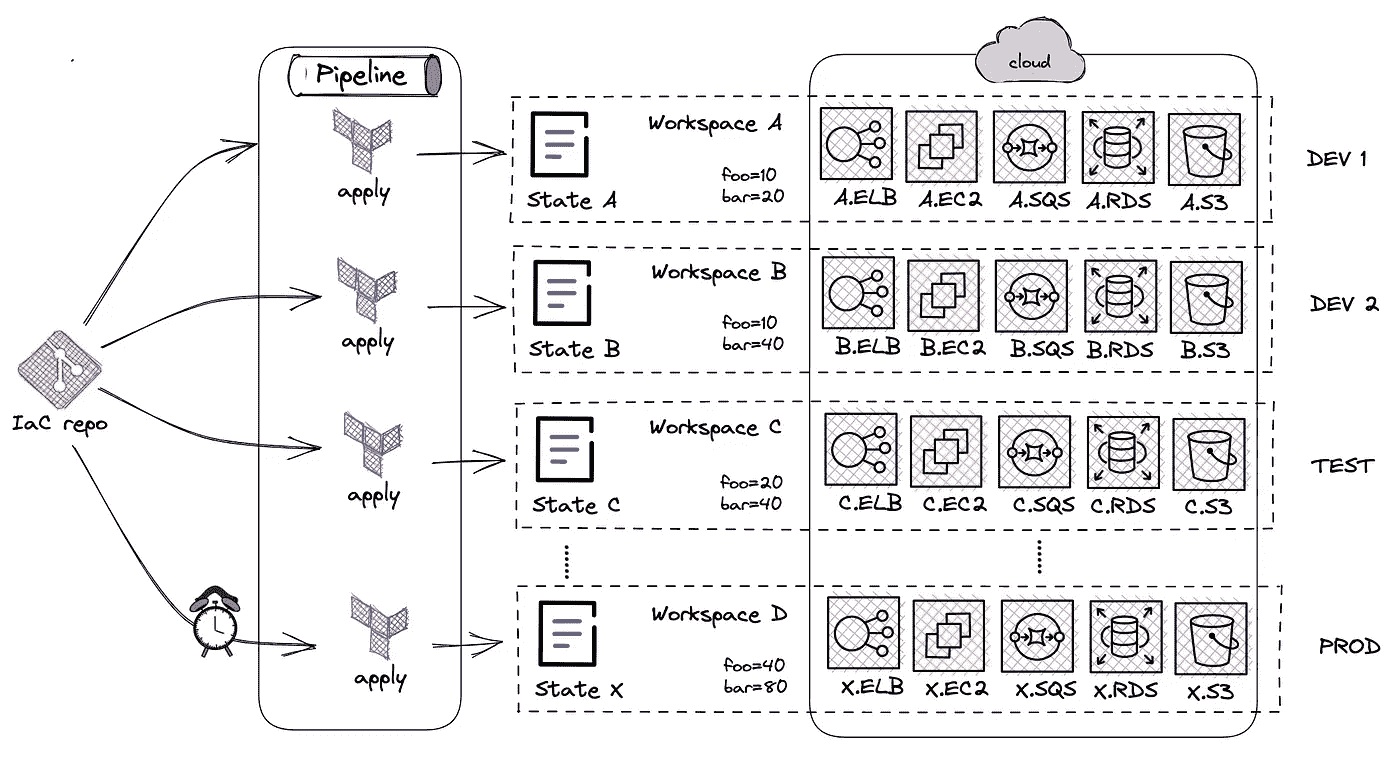 cloud
Pipeline
apply
State A
Workspace A
foo=10
bar=20
A.ELB
A.EC2
A.SQS
A.RDS
A.S3
DEV 1
apply
State B
Workspace B
foo=10
bar=40
B.ELB
B.EC2
B.SQS
B.RDS
B.S3
DEV 2
IaC repo
apply
State C
Workspace C
foo=20
bar=40
C.ELB
C.EC2
C.SQS
C.RDS
C.S3
TEST
apply
State X
Workspace D
foo=40
bar=80
X.ELB
X.EC2
X.SQS
X.RDS
X.S3
PROD